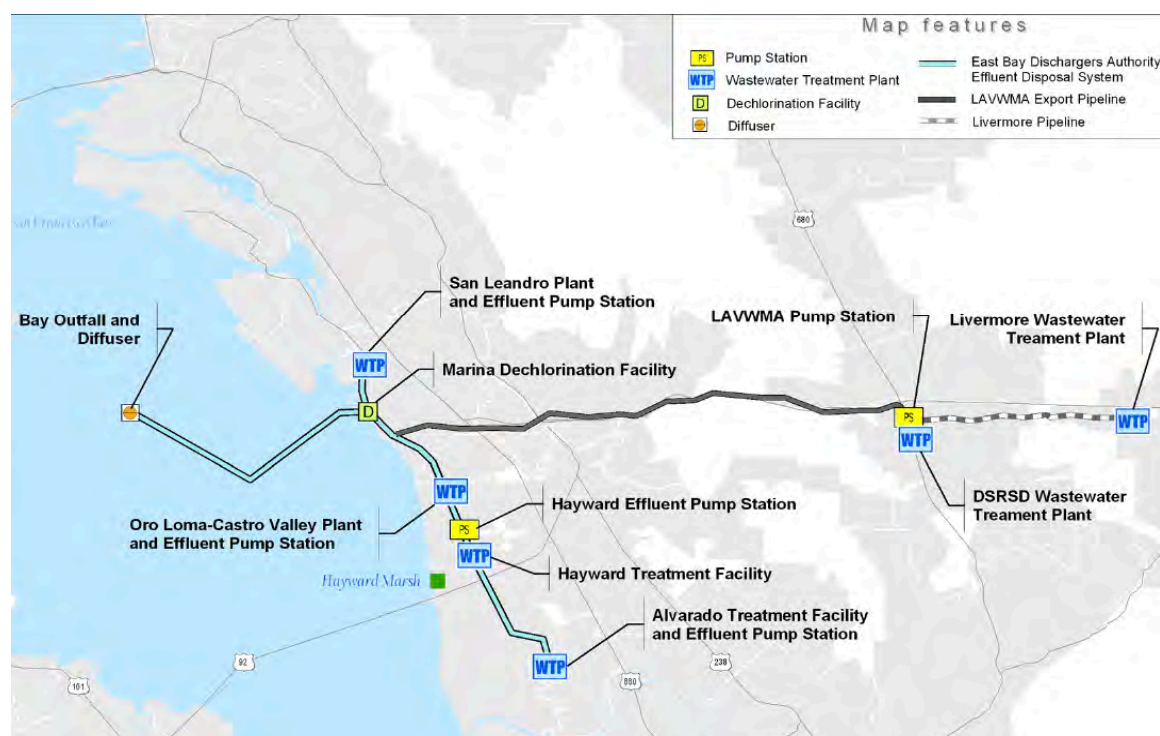 Map features
PS
Pump Station
WTP
Wastewater Treatment Plant
D
Dechlorination Facility
Diffuser
East Bay Dischargers Authority
Effluent Disposal System
LAVWMA Export Pipeline
Livermore Pipeline
680
San Leandro Plant
and Effluent Pump Station
LAVWMA Pump Station
Livermore Wastewater
Treament Plant
Bay Outfall and
Diffuser
WTP
Marina Dechlorination Facility
D
PS
WTP
WTP
DSRSD Wastewater
Treament Plant
WTP
Hayward Effluent Pump Station
Oro Loma-Castro Valley Plant
and Effluent Pump Station
PS
WTP
Hayward Treatment Facility
Hayward Marsh
Alvarado Treatment Facility
and Effluent Pump Station
WTP
92
238
880
101